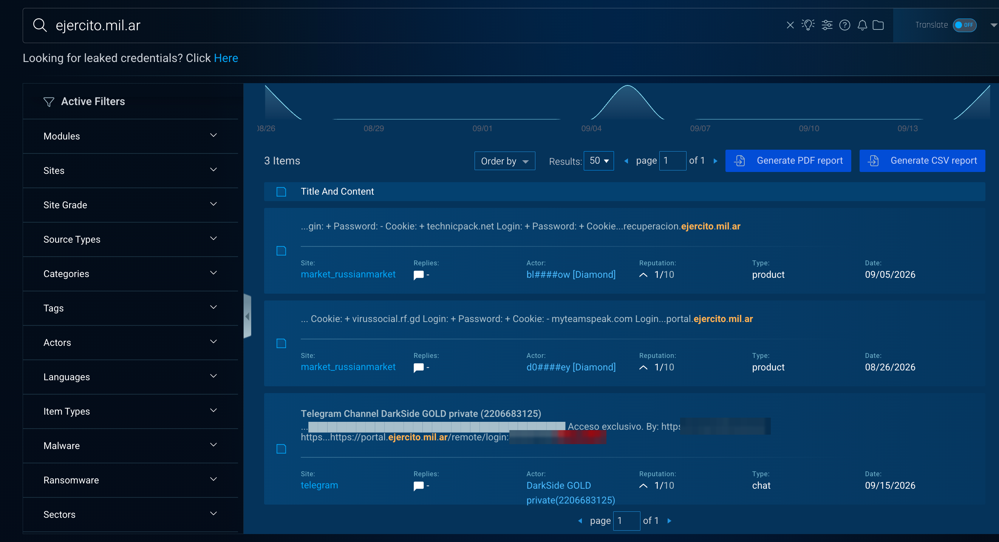 ejercito.mil.ar
Translate OFF
Looking for leaked credentials? Click Here
Active Filters
Modules
Sites
Site Grade
Source Types
Categories
Tags
Actors
Languages
Item Types
Malware
Ransomware
Sectors
08/26 08/29 09/01 09/04 09/07 09/10 09/13
3 Items Order by Results: 50 page 1 of 1 Generate PDF report Generate CSV report
Title And Content
...gin: + Password: - Cookie: + technicpack.net Login: + Password: + Cookie...recuperacion.ejercito.mil.ar
Site: Replies: Actor: Reputation: Type: Date:
market_russianmarket - bl####ow [Diamond] 1/10 product 09/05/2026
... Cookie: + virussocial.rf.gd Login: + Password: + Cookie: - myteamspeak.com Login...portal.ejercito.mil.ar
Site: Replies: Actor: Reputation: Type: Date:
market_russianmarket - d0####ey [Diamond] 1/10 product 08/26/2026
Telegram Channel DarkSide GOLD private (2206683125)
... Acceso exclusivo. By: https
https...https://portal.ejercito.mil.ar/remote/login:
Site: Replies: Actor: Reputation: Type: Date:
telegram - DarkSide GOLD 1/10 chat 09/15/2026
private(2206683125)
page 1 of 1